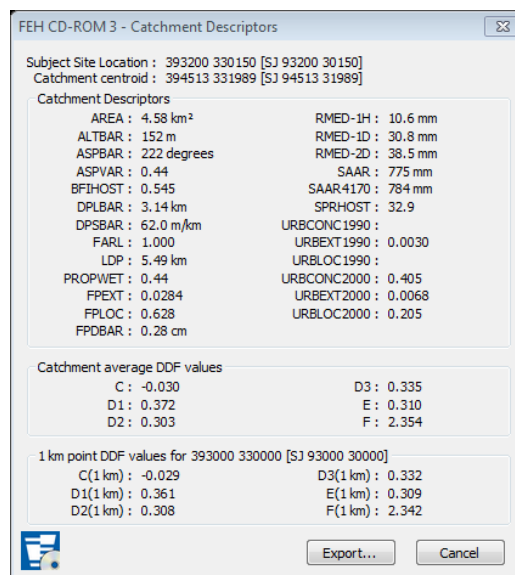 FEH CD-ROM 3 - Catchment Descriptors
Subject Site Location : 393200 330150 [SJ 93200 30150]
Catchment centroid : 394513 331989 [SJ 94513 31989]
Catchment Descriptors
AREA : 4.58 km² RMED-1H : 10.6 mm
ALTBAR : 152 m RMED-1D : 30.8 mm
ASPBAR : 222 degrees RMED-2D : 38.5 mm
ASPVAR : 0.44 SAAR : 775 mm
BFIHOST : 0.545 SAAR4170 : 784 mm
DPLBAR : 3.14 km SPRHOST : 32.9
DPSBAR : 62.0 m/km URBCONC1990 :
FARL : 1.000 URBEXT1990 : 0.0030
LDP : 5.49 km URBLOC1990 :
PROPWET : 0.44 URBCONC2000 : 0.405
FPEXT : 0.0284 URBEXT2000 : 0.0068
FPLOC : 0.628 URBLOC2000 : 0.205
FPDBAR : 0.28 cm
Catchment average DDF values
C : -0.030 D3 : 0.335
D1 : 0.372 E : 0.310
D2 : 0.303 F : 2.354
1 km point DDF values for 393000 330000 [SJ 93000 30000]
C(1 km) : -0.029 D3(1 km) : 0.332
D1(1 km) : 0.361 E(1 km) : 0.309
D2(1 km) : 0.308 F(1 km) : 2.342
Export... Cancel